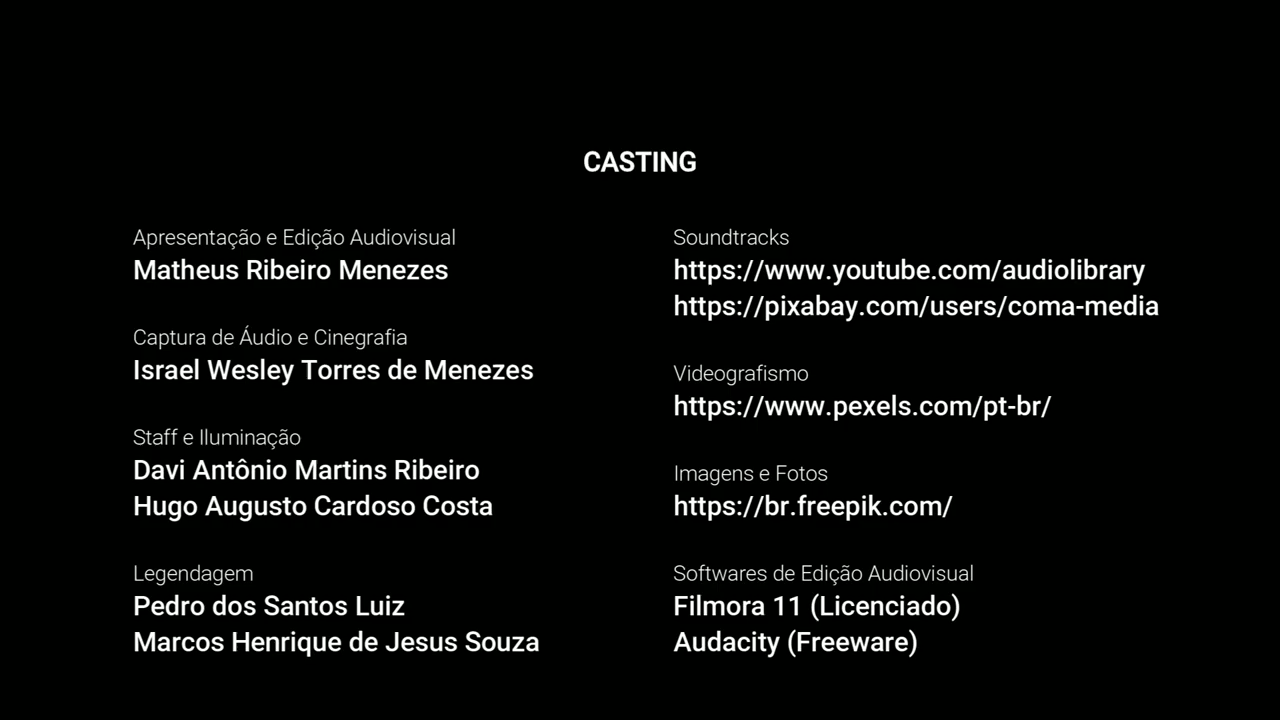 CASTING
Apresentação e Edição Audiovisual
Matheus Ribeiro Menezes
Captura de Áudio e Cinegrafia
Israel Wesley Torres de Menezes
Staff e Iluminação
Davi Antônio Martins Ribeiro
Hugo Augusto Cardoso Costa
Legendagem
Pedro dos Santos Luiz
Marcos Henrique de Jesus Souza
Soundtracks
https://www.youtube.com/audiolibrary
https://pixabay.com/users/coma-media
Videografismo
https://www.pexels.com/pt-br/
Imagens e Fotos
https://br.freepik.com/
Softwares de Edição Audiovisual
Filmora 11 (Licenciado)
Audacity (Freeware)